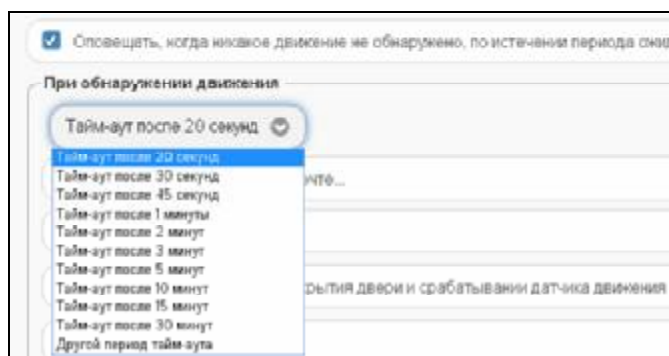 Оповещать, когда никакое движение не обнаружено, по истечении периода ожид
При обнаружении движения
Тайм-аут после 20 секунд
Тайм-аут после 20 секунд
Тайм-аут после 30 секунд
Тайм-аут после 45 секунд
Тайм-аут после 1 минуты
Тайм-аут после 2 минут
Тайм-аут после 3 минут
Тайм-аут после 5 минут
Тайм-аут после 10 минут
Тайм-аут после 15 минут
Тайм-аут после 30 минут
Другой период тайм-аута
очте...
рытия двери и срабатывании датчика движения